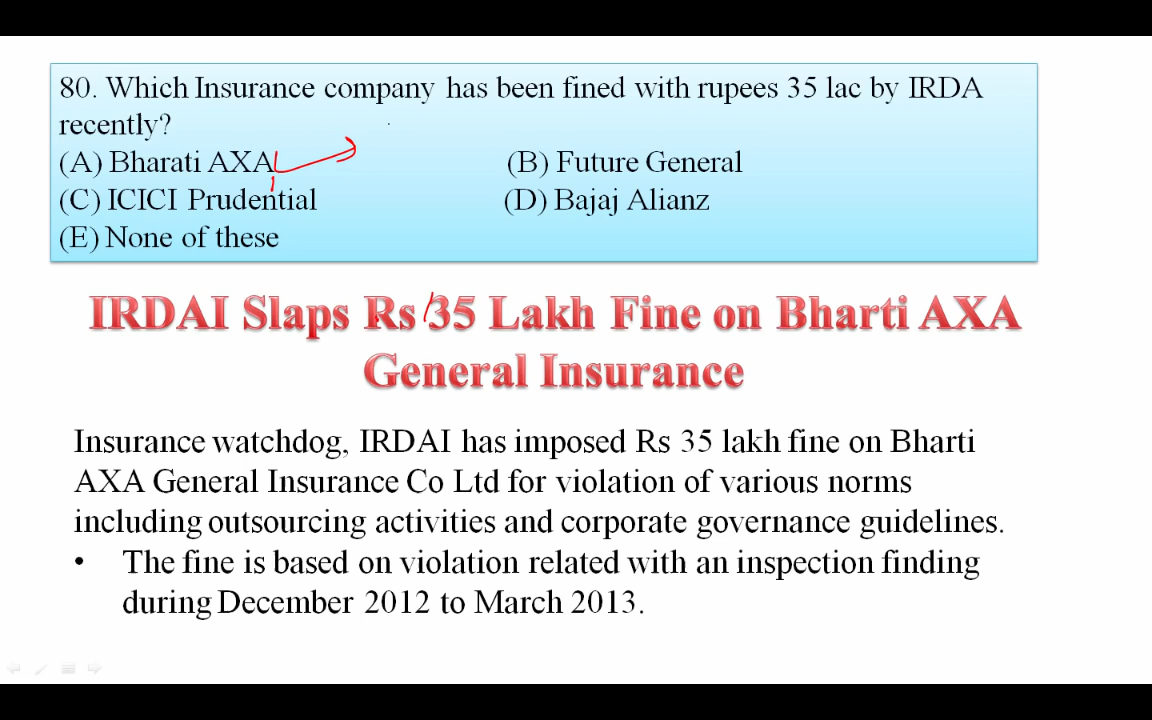 80. Which Insurance company has been fined with rupees 35 lac by IRDA
recently?
(A) Bharati AXA (B) Future General
(C) ICICI Prudential (D) Bajaj Alianz
(E) None of these
IRDAI Slaps Rs 35 Lakh Fine on Bharti AXA
General Insurance
Insurance watchdog, IRDAI has imposed Rs 35 lakh fine on Bharti
AXA General Insurance Co Ltd for violation of various norms
including outsourcing activities and corporate governance guidelines.
• The fine is based on violation related with an inspection finding
during December 2012 to March 2013.